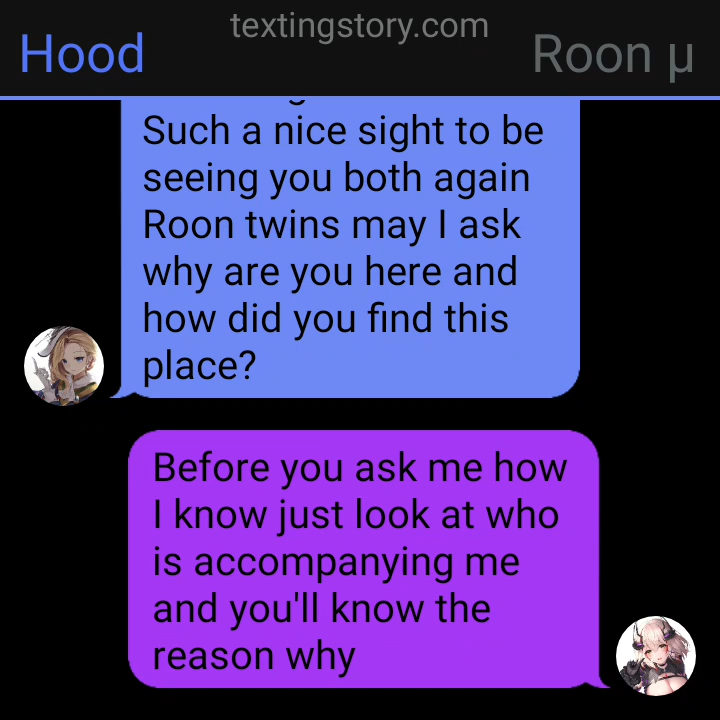 textingstory.com
Hood
Roon μ
Such a nice sight to be
seeing you both again
Roon twins may I ask
why are you here and
how did you find this
place?
Before you ask me how
I know just look at who
is accompanying me
and you'll know the
reason why